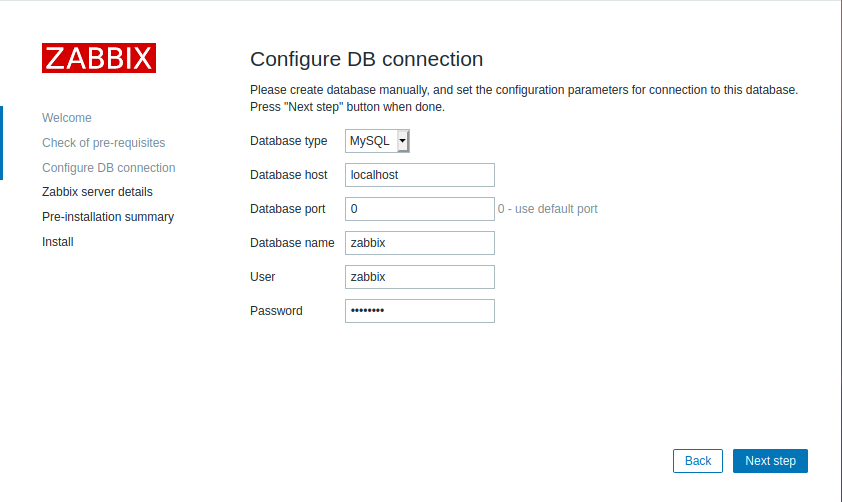 ZABBIX
Welcome
Check of pre-requisites
Configure DB connection
Zabbix server details
Pre-installation summary
Install
Configure DB connection
Please create database manually, and set the configuration parameters for connection to this database.
Press "Next step" button when done.
Database type MySQL
Database host localhost
Database port 0 0 - use default port
Database name zabbix
User zabbix
Password ••••••••
Back Next step